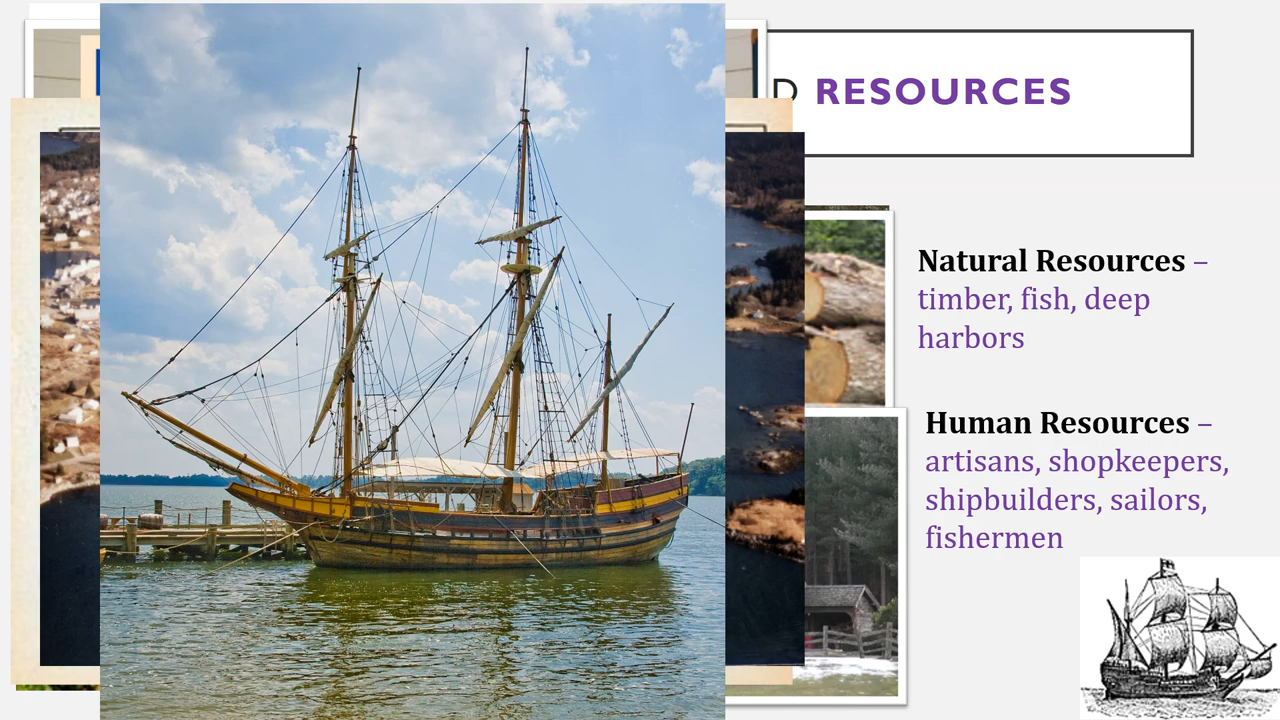 D RESOURCES
Natural Resources –
timber, fish, deep
harbors
Human Resources –
artisans, shopkeepers,
shipbuilders, sailors,
fishermen